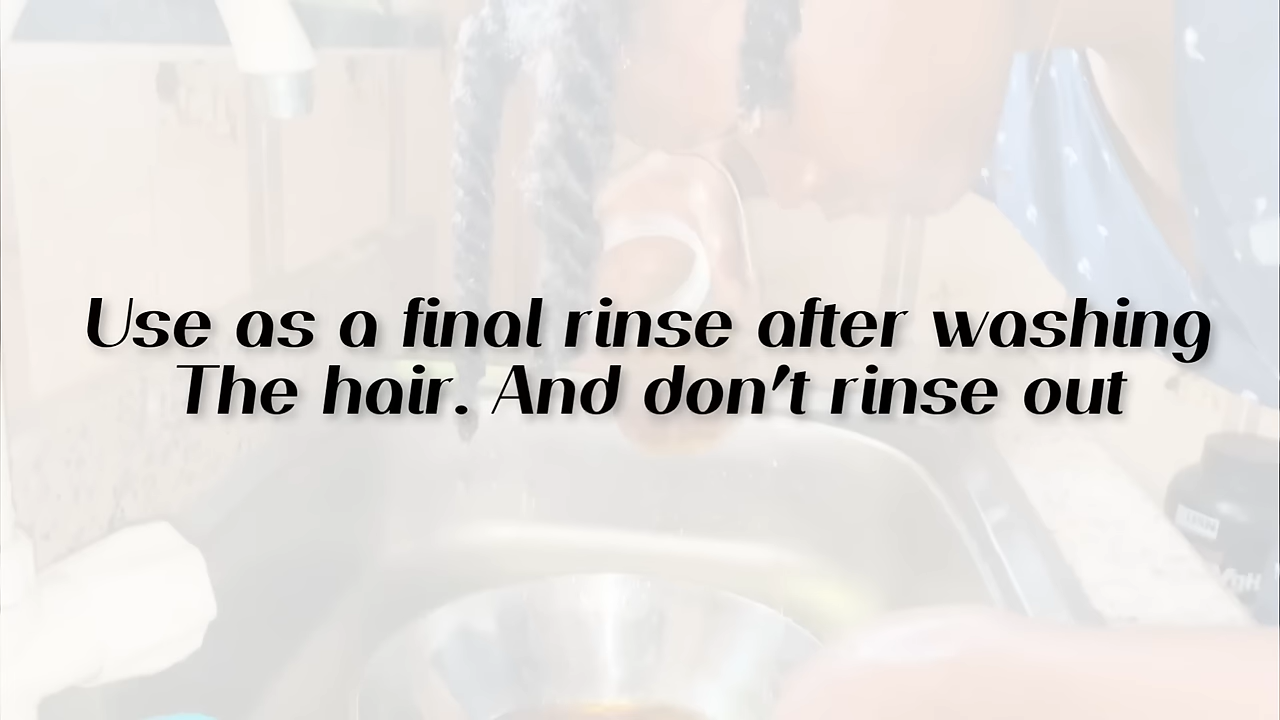 Use as a final rinse after washing
The hair. And don't rinse out